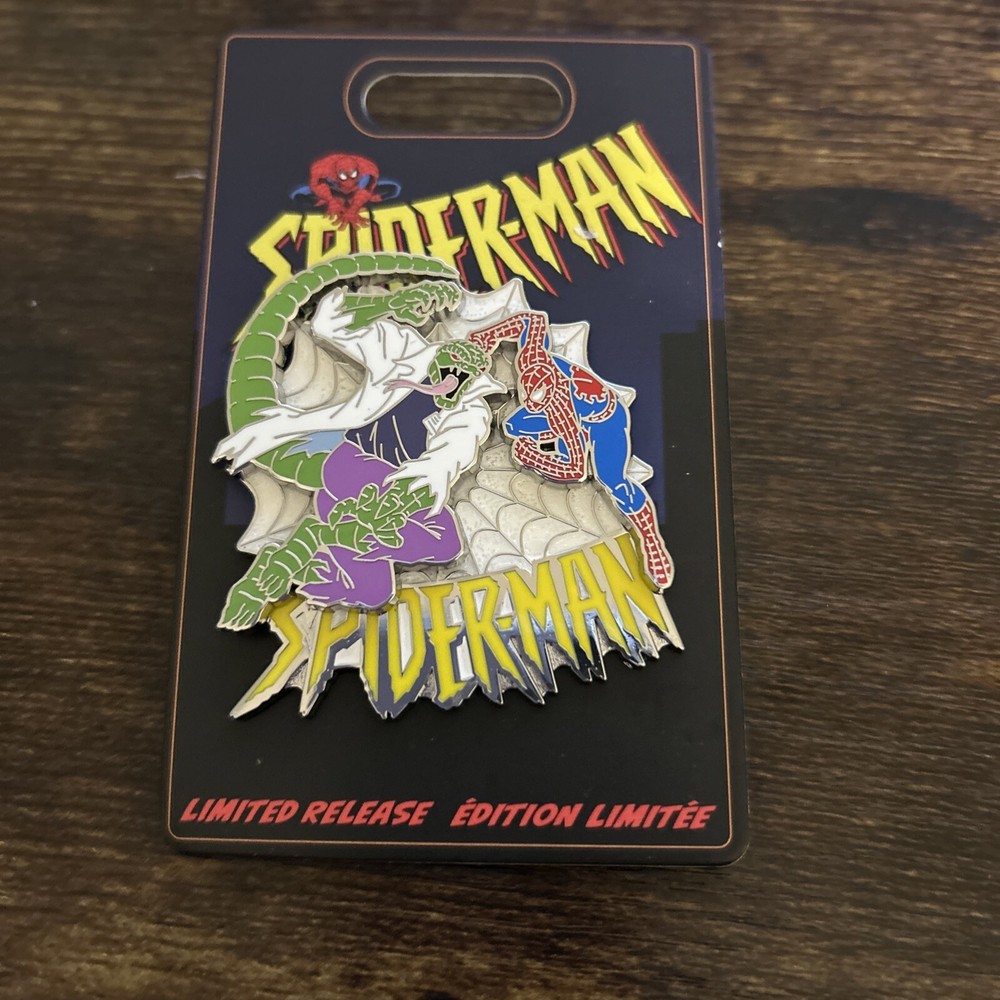 SPIDER-MAN
SPIDER-MAN
LIMITED RELEASE ÉDITION LIMITÉE